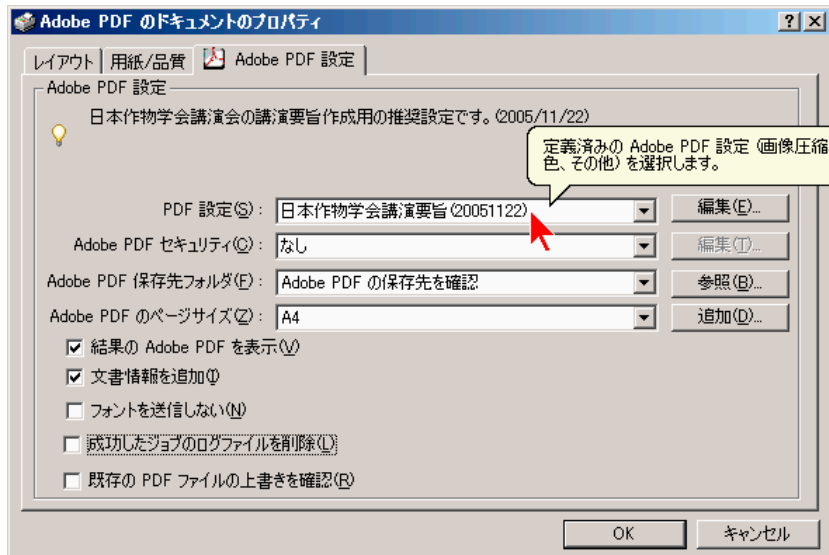 Adobe PDF のドキュメントのプロパティ
レイアウト 用紙/品質 Adobe PDF 設定
Adobe PDF 設定
日本作物学会講演会の講演要旨作成用の推奨設定です。(2005/11/22)
定義済みの Adobe PDF 設定 (画像圧縮
色、その他) を選択します。
PDF 設定(S): 日本作物学会講演要旨(20051122) 編集(E)...
Adobe PDF セキュリティ(C): なし 編集(T)...
Adobe PDF 保存先フォルダ(F): Adobe PDF の保存先を確認 参照(B)...
Adobe PDF のページサイズ(Z): A4 追加(D)...
結果の Adobe PDF を表示(V)
文書情報を追加(I)
フォントを送信しない(N)
成功したジョブのログファイルを削除(L)
既存の PDF ファイルの上書きを確認(R)
OK キャンセル